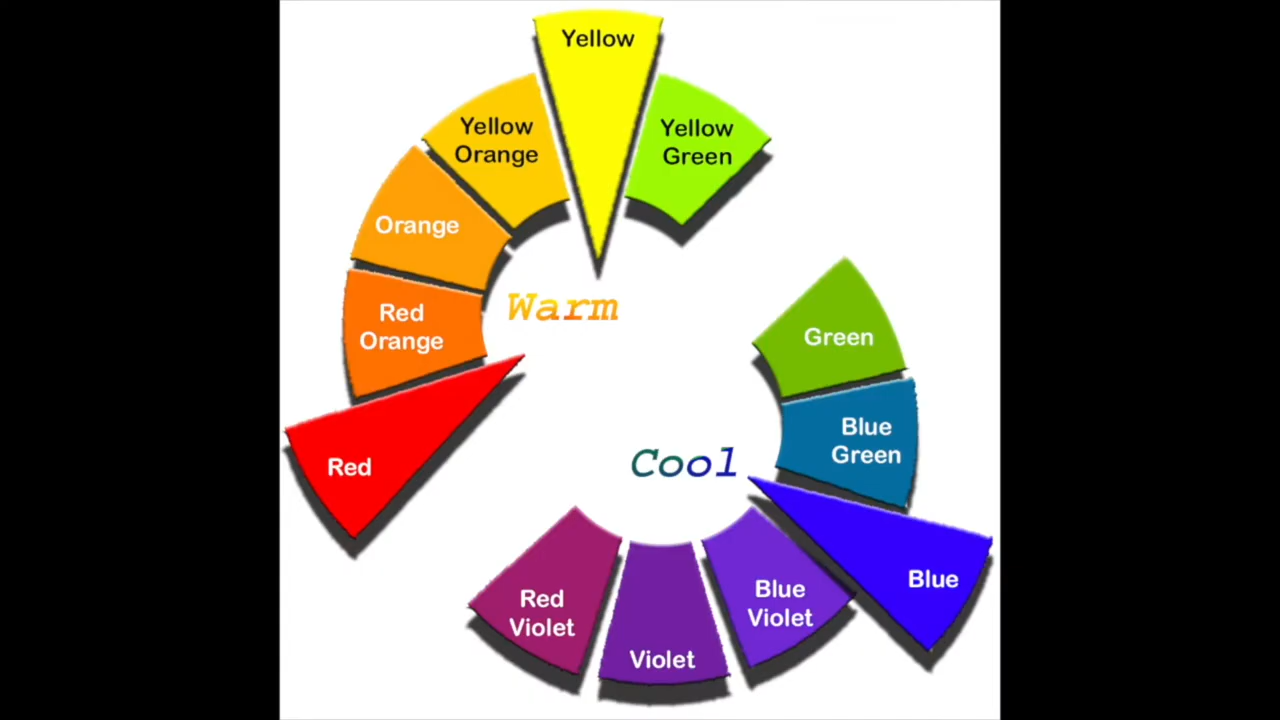 Yellow
Yellow
Orange
Yellow
Green
Orange
Red
Orange
Warm
Red
Green
Blue
Green
Cool
Blue
Blue
Violet
Violet
Red
Violet